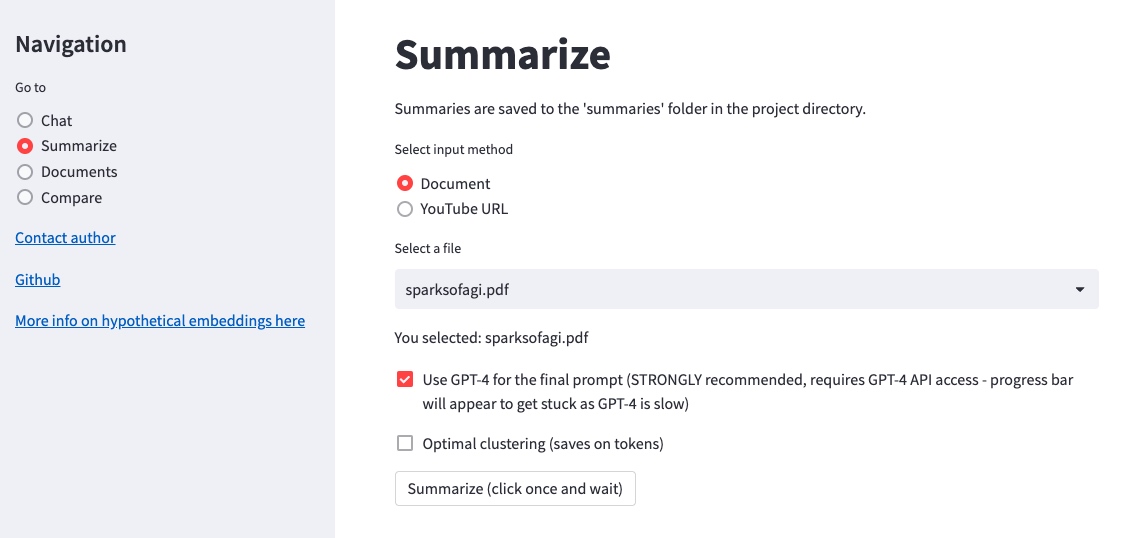 Navigation
Go to
Chat
Summarize
Documents
Compare
Contact author
Github
More info on hypothetical embeddings here
Summarize
Summaries are saved to the 'summaries' folder in the project directory.
Select input method
Document
YouTube URL
Select a file
sparksofagi.pdf
You selected: sparksofagi.pdf
Use GPT-4 for the final prompt (STRONGLY recommended, requires GPT-4 API access - progress bar
will appear to get stuck as GPT-4 is slow)
Optimal clustering (saves on tokens)
Summarize (click once and wait)